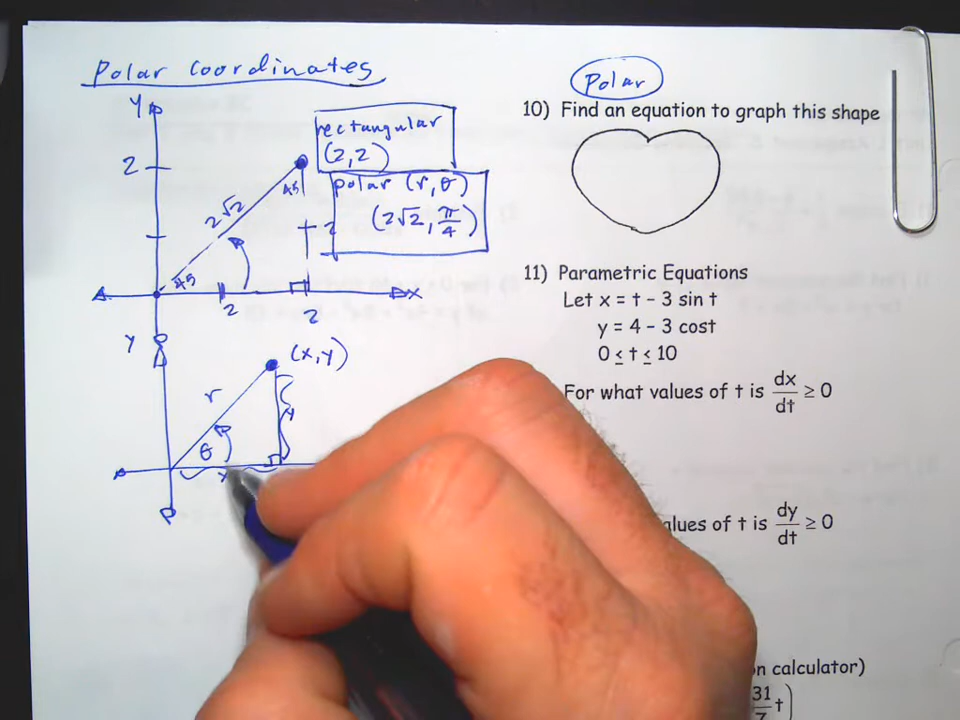 Polar Coordinates
Y
2
rectangular
(2,2)
polar (r, θ)
(2√2, π/4)
45
2√2
2
45
2
2
X
Y
(x,y)
r
y
θ
x
Polar
10) Find an equation to graph this shape
11) Parametric Equations
Let x = t - 3 sin t
y = 4 - 3 cost
0 ≤ t ≤ 10
For what values of t is dx/dt ≥ 0
alues of t is dy/dt ≥ 0
n calculator)